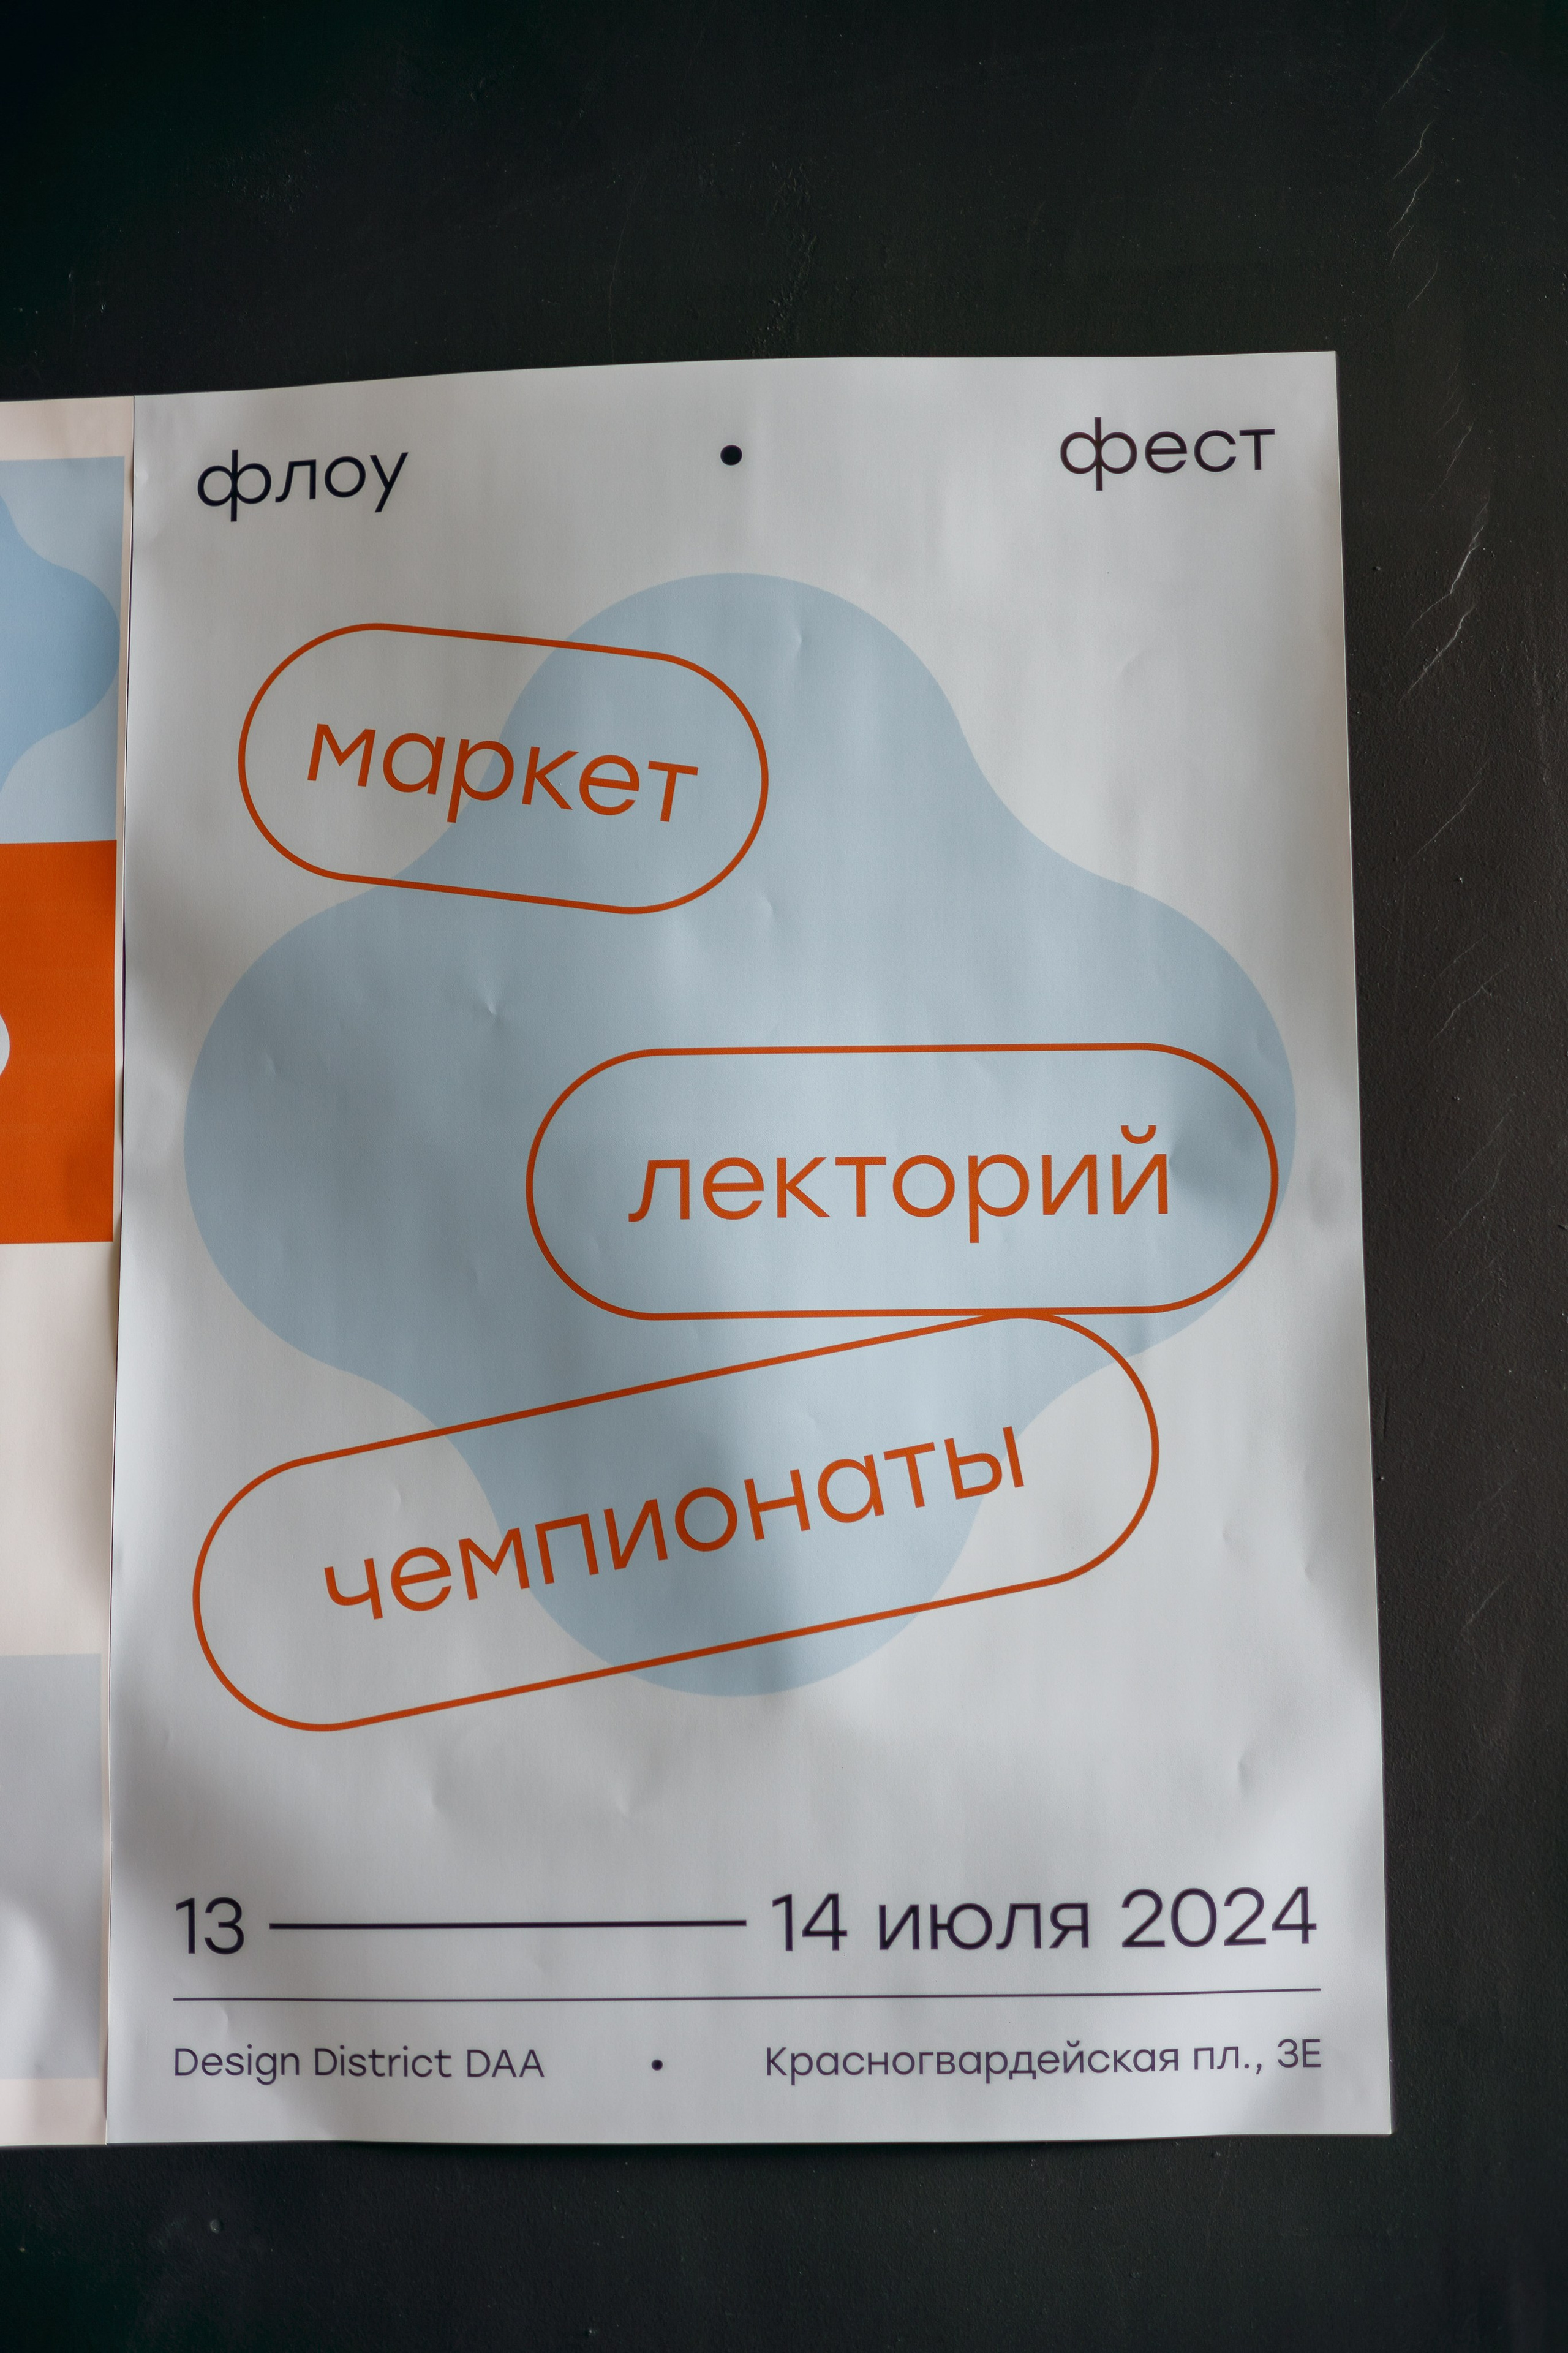 флоу • фест
маркет
лекторий
чемпионаты
13 — 14 июля 2024
Design District DAA • Красногвардейская пл., 3Е